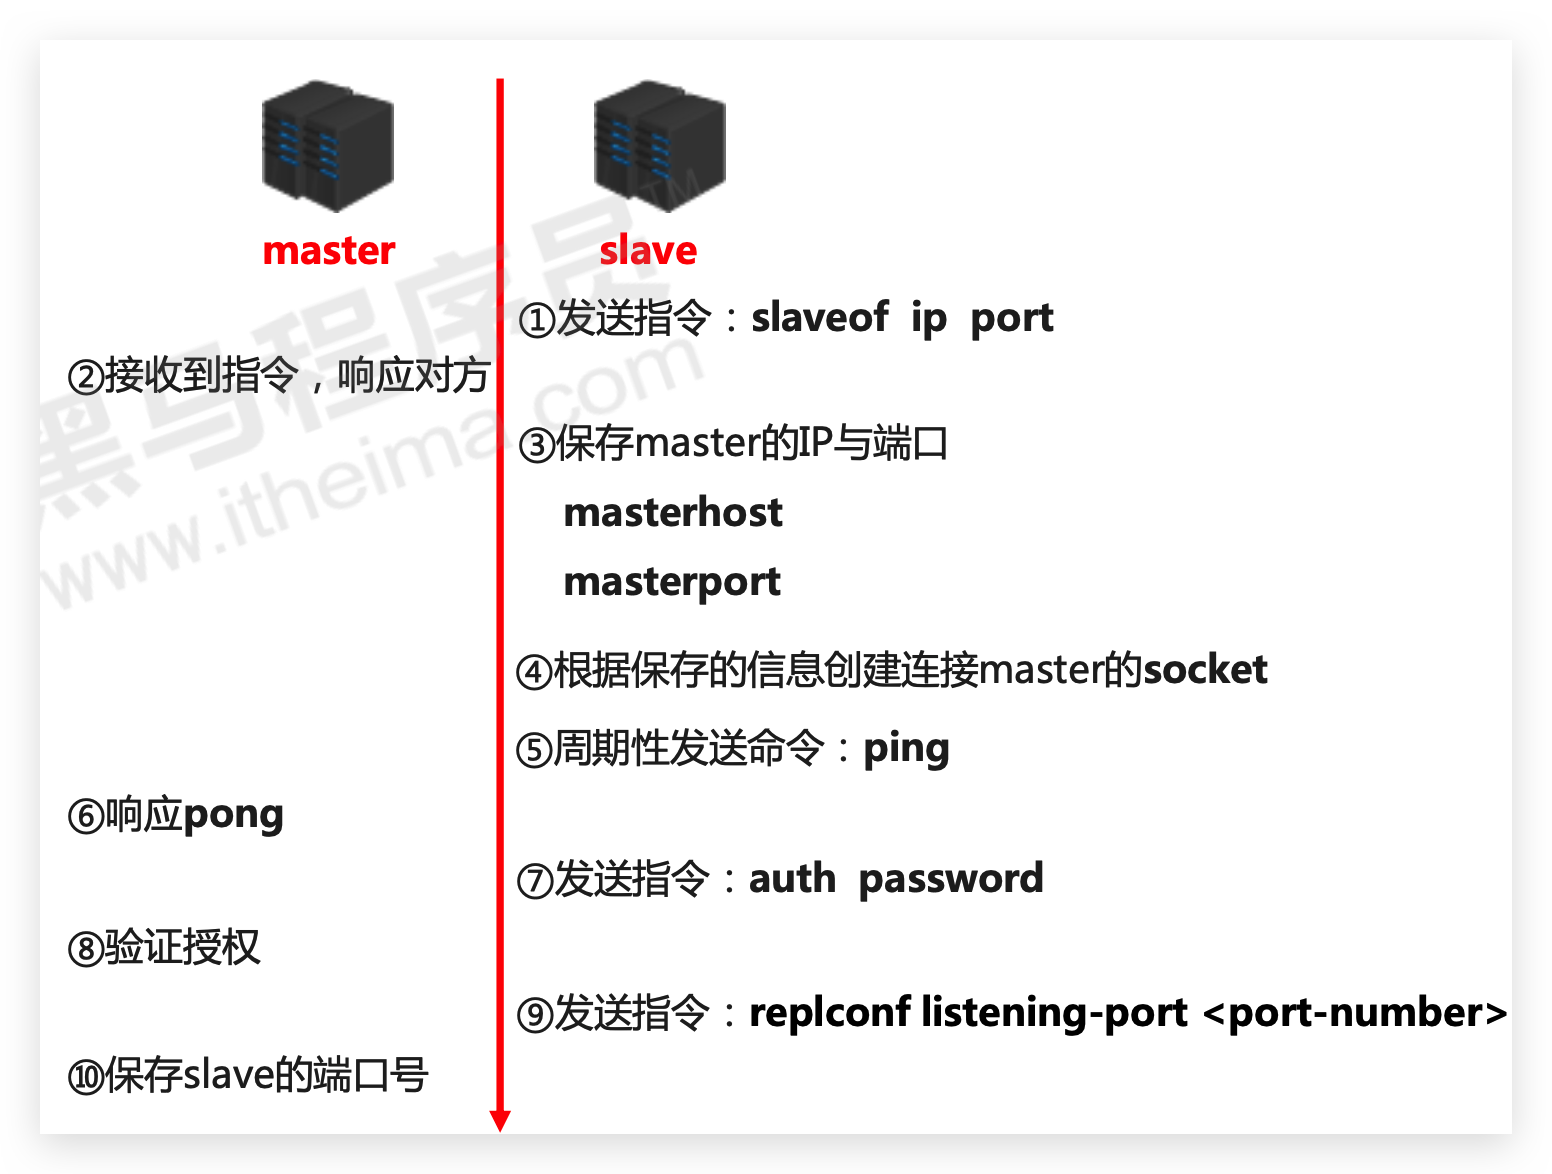 master
slave
①发送指令：slaveof ip port
②接收到指令，响应对方
③保存master的IP与端口
masterhost
masterport
④根据保存的信息创建连接master的socket
⑤周期性发送命令：ping
⑥响应pong
⑦发送指令：auth password
⑧验证授权
⑨发送指令：replconf listening-port <port-number>
⑩保存slave的端口号
黑马程序员™
www.itheima.com